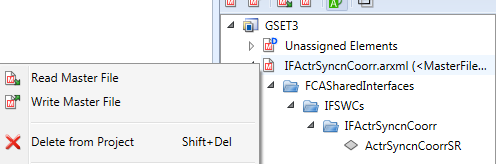 GSET3
Unassigned Elements
IFActrSyncnCoorr.arxml (<MasterFile...
FCASharedInterfaces
IFSWCs
IFActrSyncnCoorr
ActrSyncnCoorrSR
Read Master File
Write Master File
Delete from Project Shift+Del